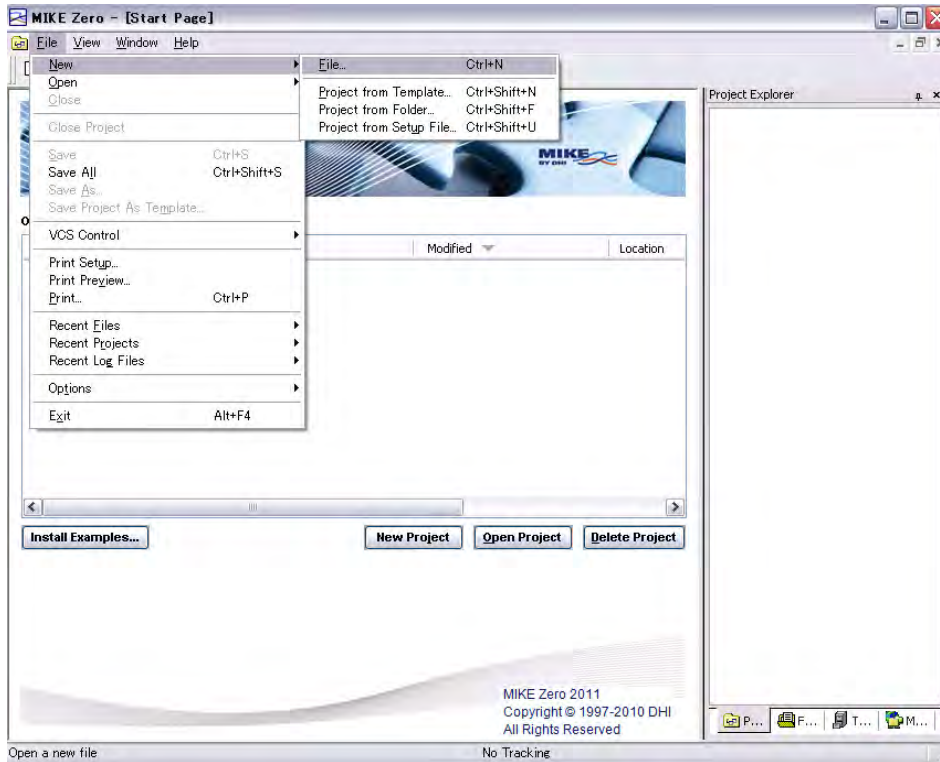 MIKE Zero - [Start Page]
File View Window Help
New
Open
Close
Close Project
Save Ctrl+S
Save All Ctrl+Shift+S
Save As...
Save Project As Template...
VCS Control
Print Setup...
Print Preview...
Print... Ctrl+P
Recent Files
Recent Projects
Recent Log Files
Options
Exit Alt+F4
File... Ctrl+N
Project from Template... Ctrl+Shift+N
Project from Folder... Ctrl+Shift+F
Project from Setup File... Ctrl+Shift+U
MIKE
BY DHI
Modified Location
Install Examples... New Project Open Project Delete Project
MIKE Zero 2011
Copyright © 1997-2010 DHI
All Rights Reserved
Project Explorer
P... F... T... M...
Open a new file No Tracking